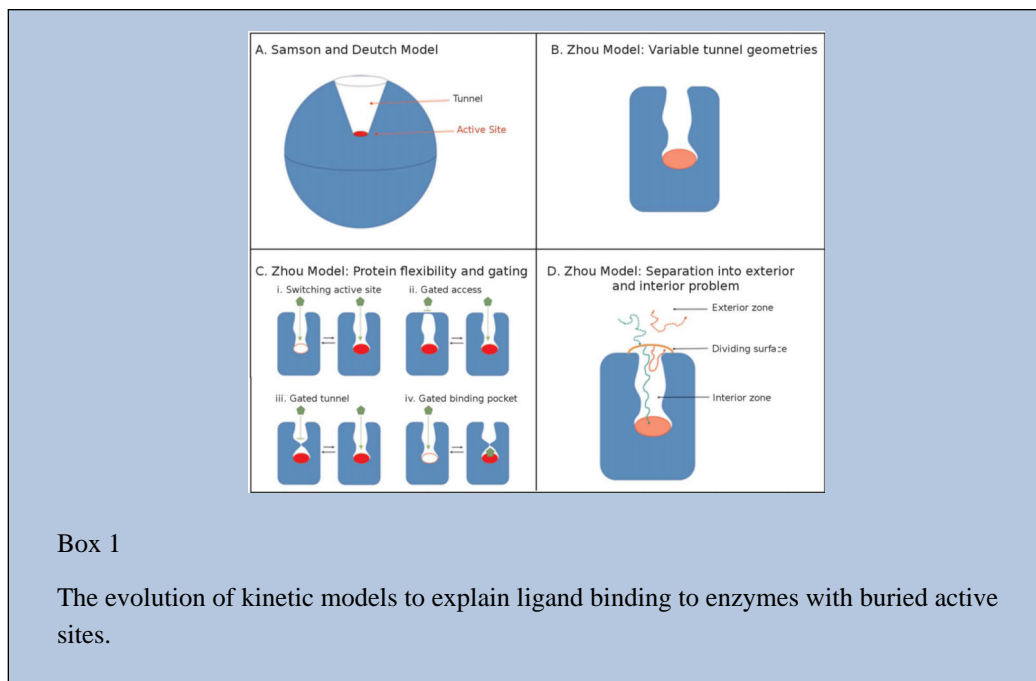 A. Samson and Deutch Model
Tunnel
Active Site
B. Zhou Model: Variable tunnel geometries
C. Zhou Model: Protein flexibility and gating
i. Switching active site
ii. Gated access
iii. Gated tunnel
iv. Gated binding pocket
D. Zhou Model: Separation into exterior
and interior problem
Exterior zone
Dividing surface
Interior zone
Box 1
The evolution of kinetic models to explain ligand binding to enzymes with buried active
sites.